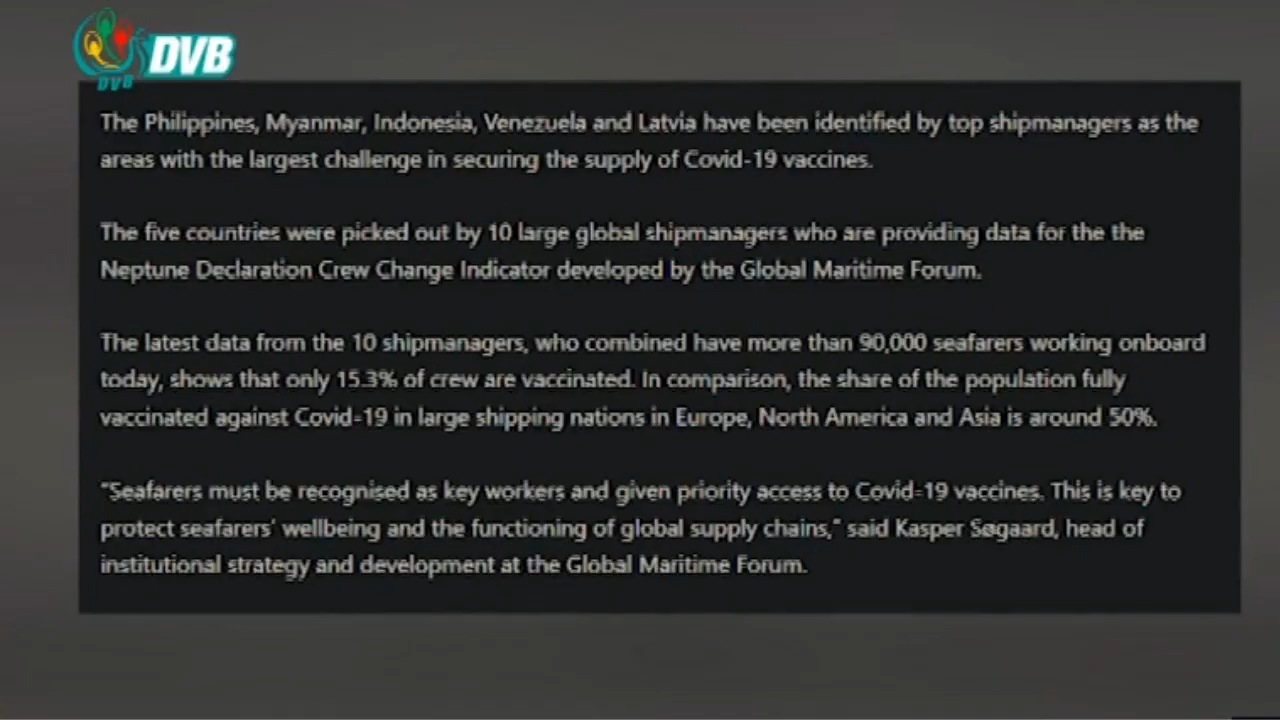 DVB
DVB
The Philippines, Myanmar, Indonesia, Venezuela and Latvia have been identified by top shipmanagers as the
areas with the largest challenge in securing the supply of Covid-19 vaccines.
The five countries were picked out by 10 large global shipmanagers who are providing data for the the
Neptune Declaration Crew Change Indicator developed by the Global Maritime Forum.
The latest data from the 10 shipmanagers, who combined have more than 90,000 seafarers working onboard
today, shows that only 15.3% of crew are vaccinated. In comparison, the share of the population fully
vaccinated against Covid-19 in large shipping nations in Europe, North America and Asia is around 50%.
"Seafarers must be recognised as key workers and given priority access to Covid-19 vaccines. This is key to
protect seafarers' wellbeing and the functioning of global supply chains," said Kasper Søgaard, head of
institutional strategy and development at the Global Maritime Forum.